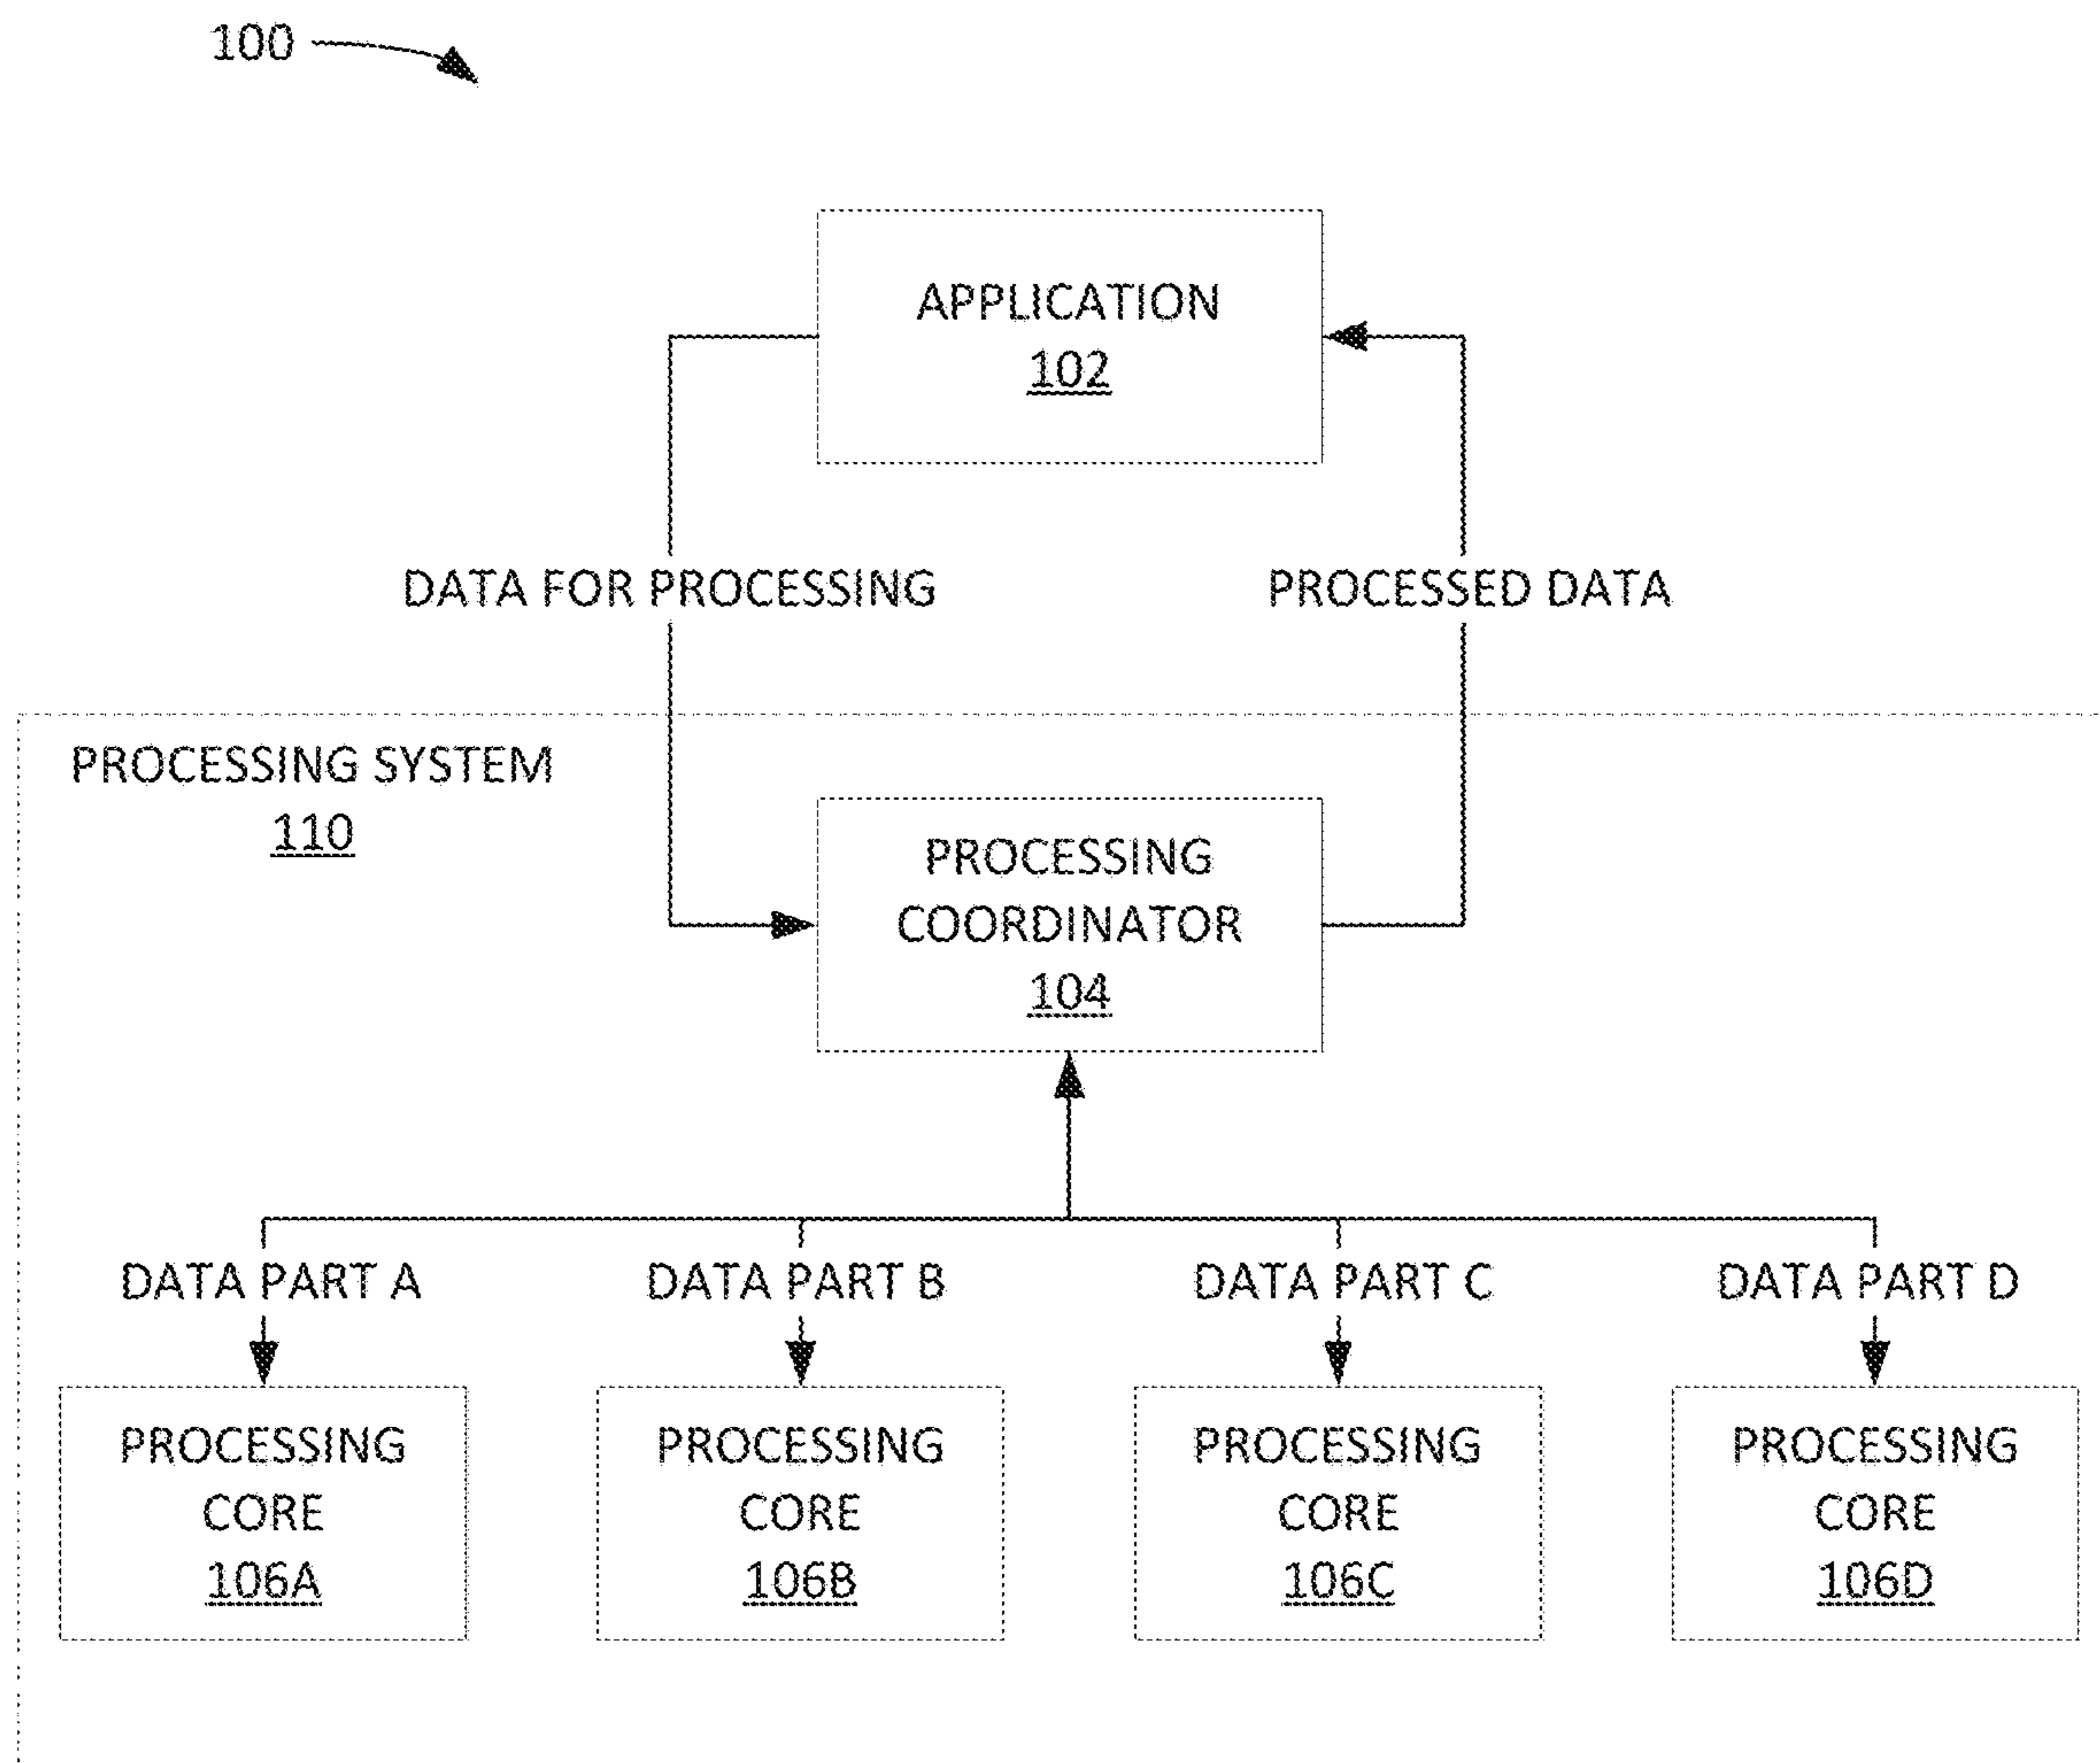 100
APPLICATION
102
DATA FOR PROCESSING
PROCESSED DATA
PROCESSING SYSTEM
110
PROCESSING
COORDINATOR
104
DATA PART A
DATA PART B
DATA PART C
DATA PART D
PROCESSING
CORE
106A
PROCESSING
CORE
106B
PROCESSING
CORE
106C
PROCESSING
CORE
106D